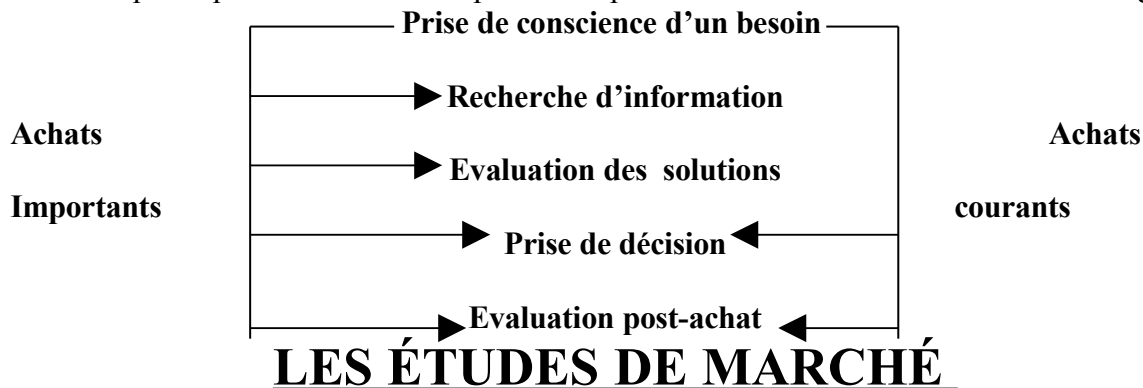 Prise de conscience d’un besoin
Recherche d’information
Achats Achats
Evaluation des solutions
Importants courants
Prise de décision
Evaluation post-achat
LES ÉTUDES DE MARCHÉ